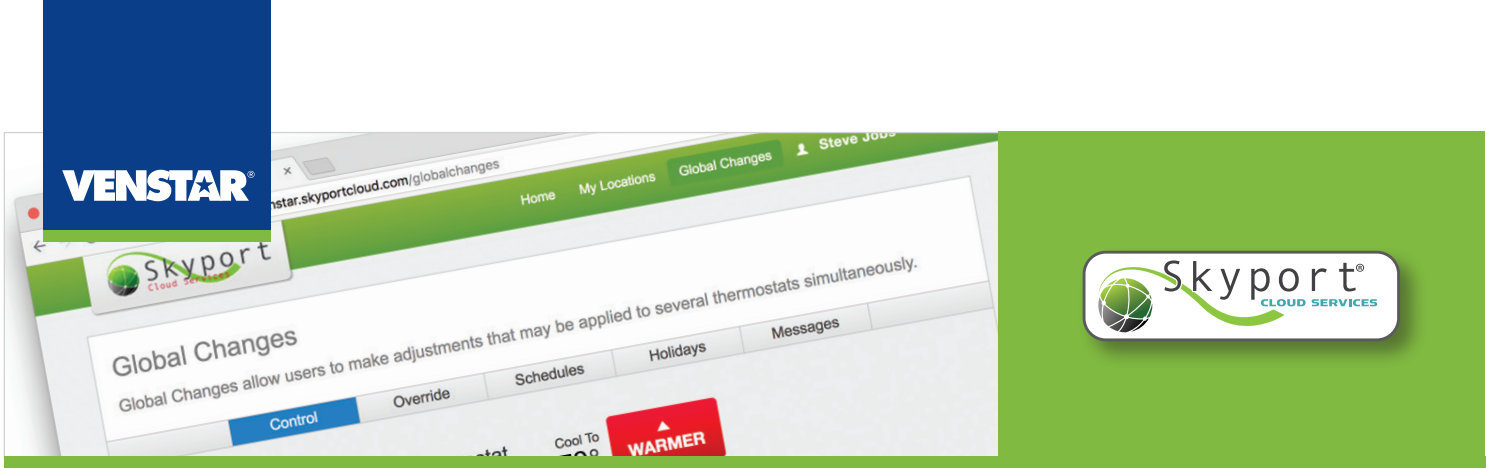 VENSTAR®
nstar.skyportcloud.com/globalchanges
Home My Locations Global Changes Steve Jobs
Skyport
Cloud Services
Skyport®
CLOUD SERVICES
Global Changes
Global Changes allow users to make adjustments that may be applied to several thermostats simultaneously.
Control Override Schedules Holidays Messages
Cool To
WARMER